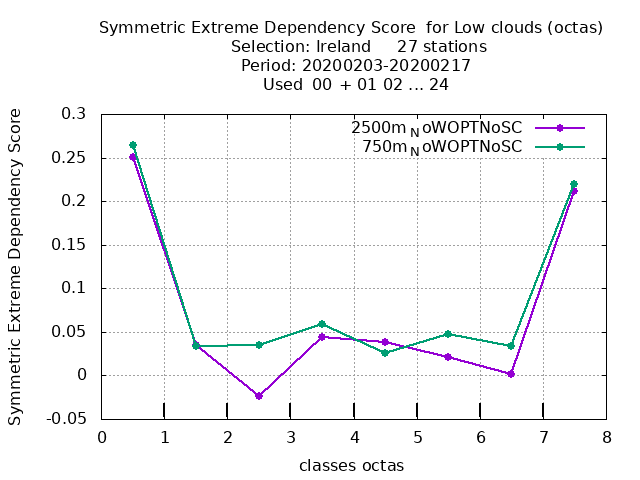 Symmetric Extreme Dependency Score  for Low clouds (octas)
Selection: Ireland     27 stations
Period: 20200203-20200217
Used  00 + 01 02 ... 24
Symmetric Extreme Dependency Score
0.3
0.25
0.2
0.15
0.1
0.05
0
-0.05
2500m_NoWOPTNoSC
750m_NoWOPTNoSC
0 1 2 3 4 5 6 7 8
classes octas